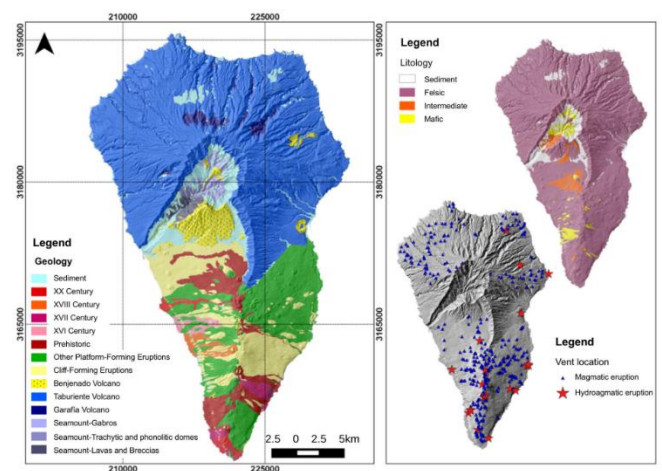 210000 225000
3195000
3180000
3165000
Legend
Geology
Sediment
XX Century
XVIII Century
XVII Century
XVI Century
Prehistoric
Other Platform-Forming Eruptions
Cliff-Forming Eruptions
Benjenado Volcano
Taburiente Volcano
Garafía Volcano
Seamount-Gabros
Seamount-Trachytic and phonolitic domes
Seamount-Lavas and Breccias
2.5 0 2.5 5km
210000 225000
Legend
Litology
Sediment
Felsic
Intermediate
Mafic
Legend
Vent location
Magmatic eruption
Hydroagmatic eruption